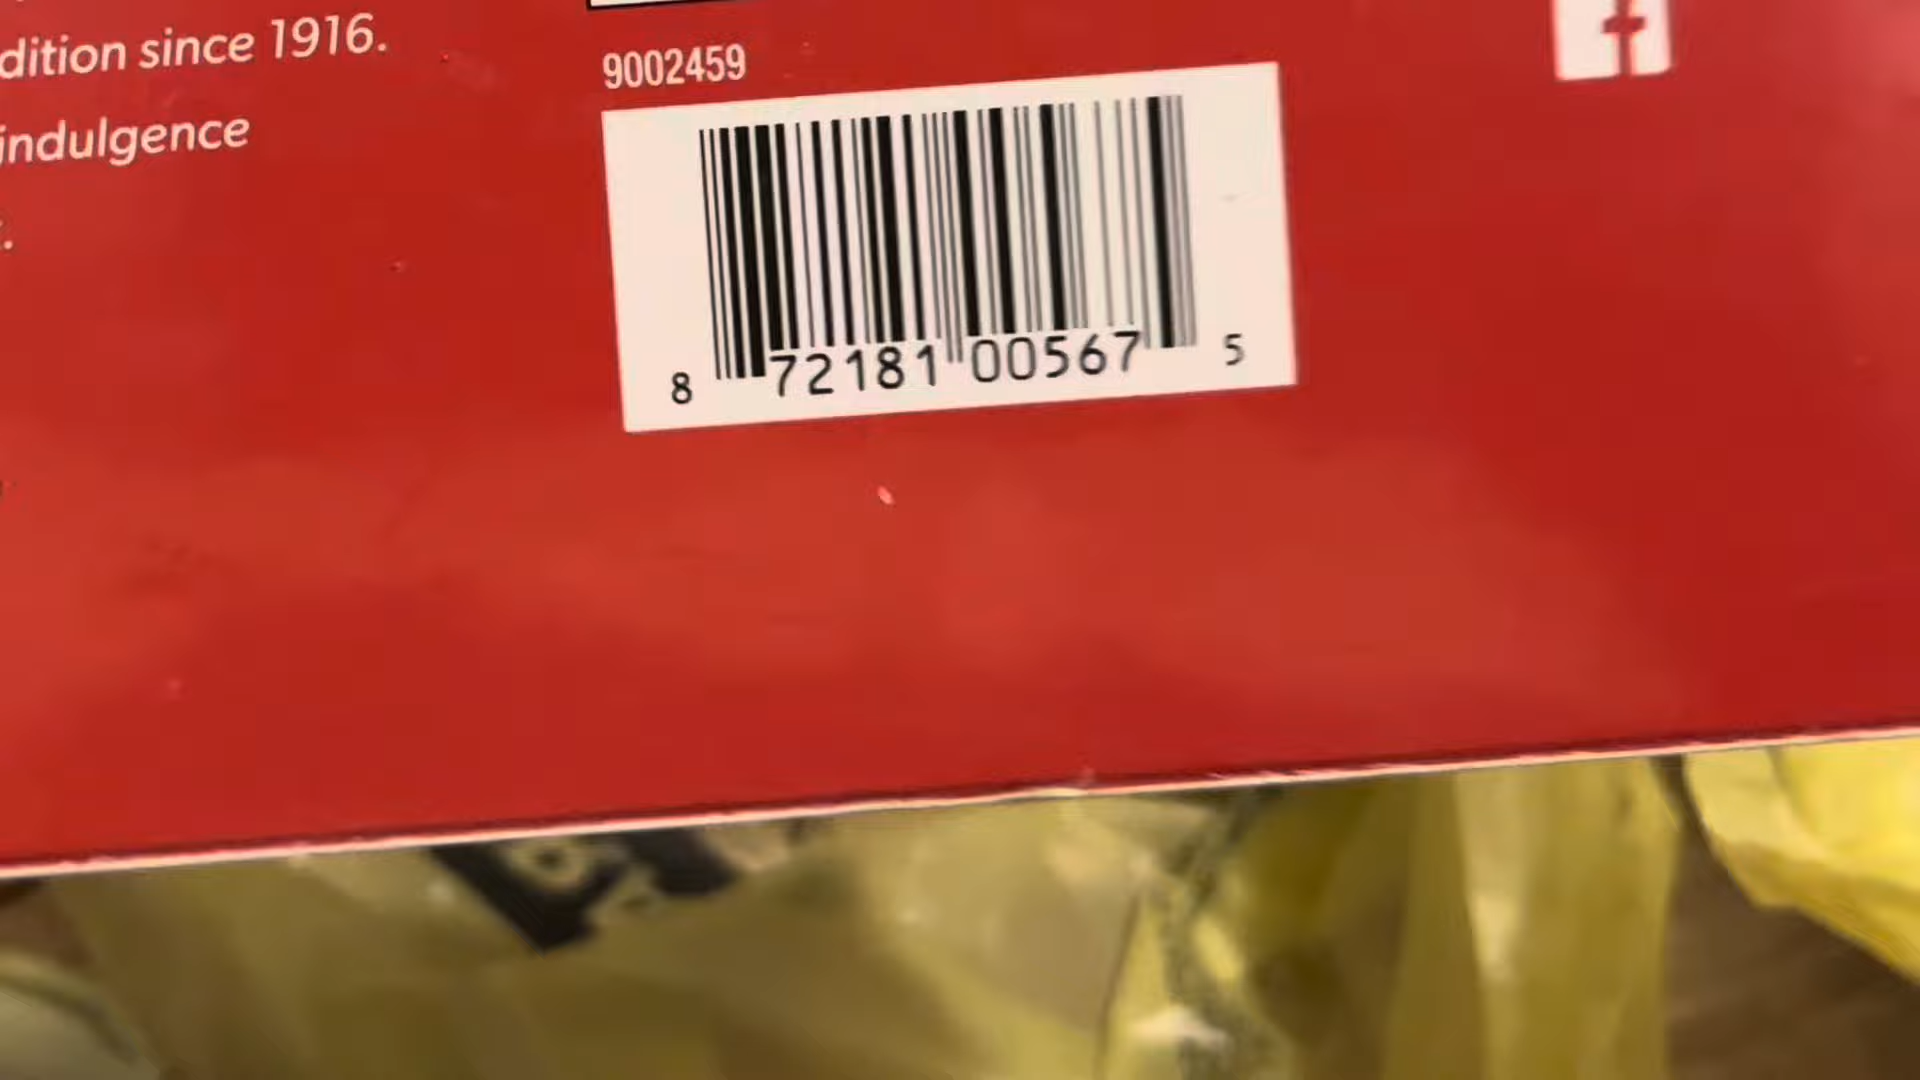 dition since 1916.
indulgence
9002459
8 72181 00567 5
f